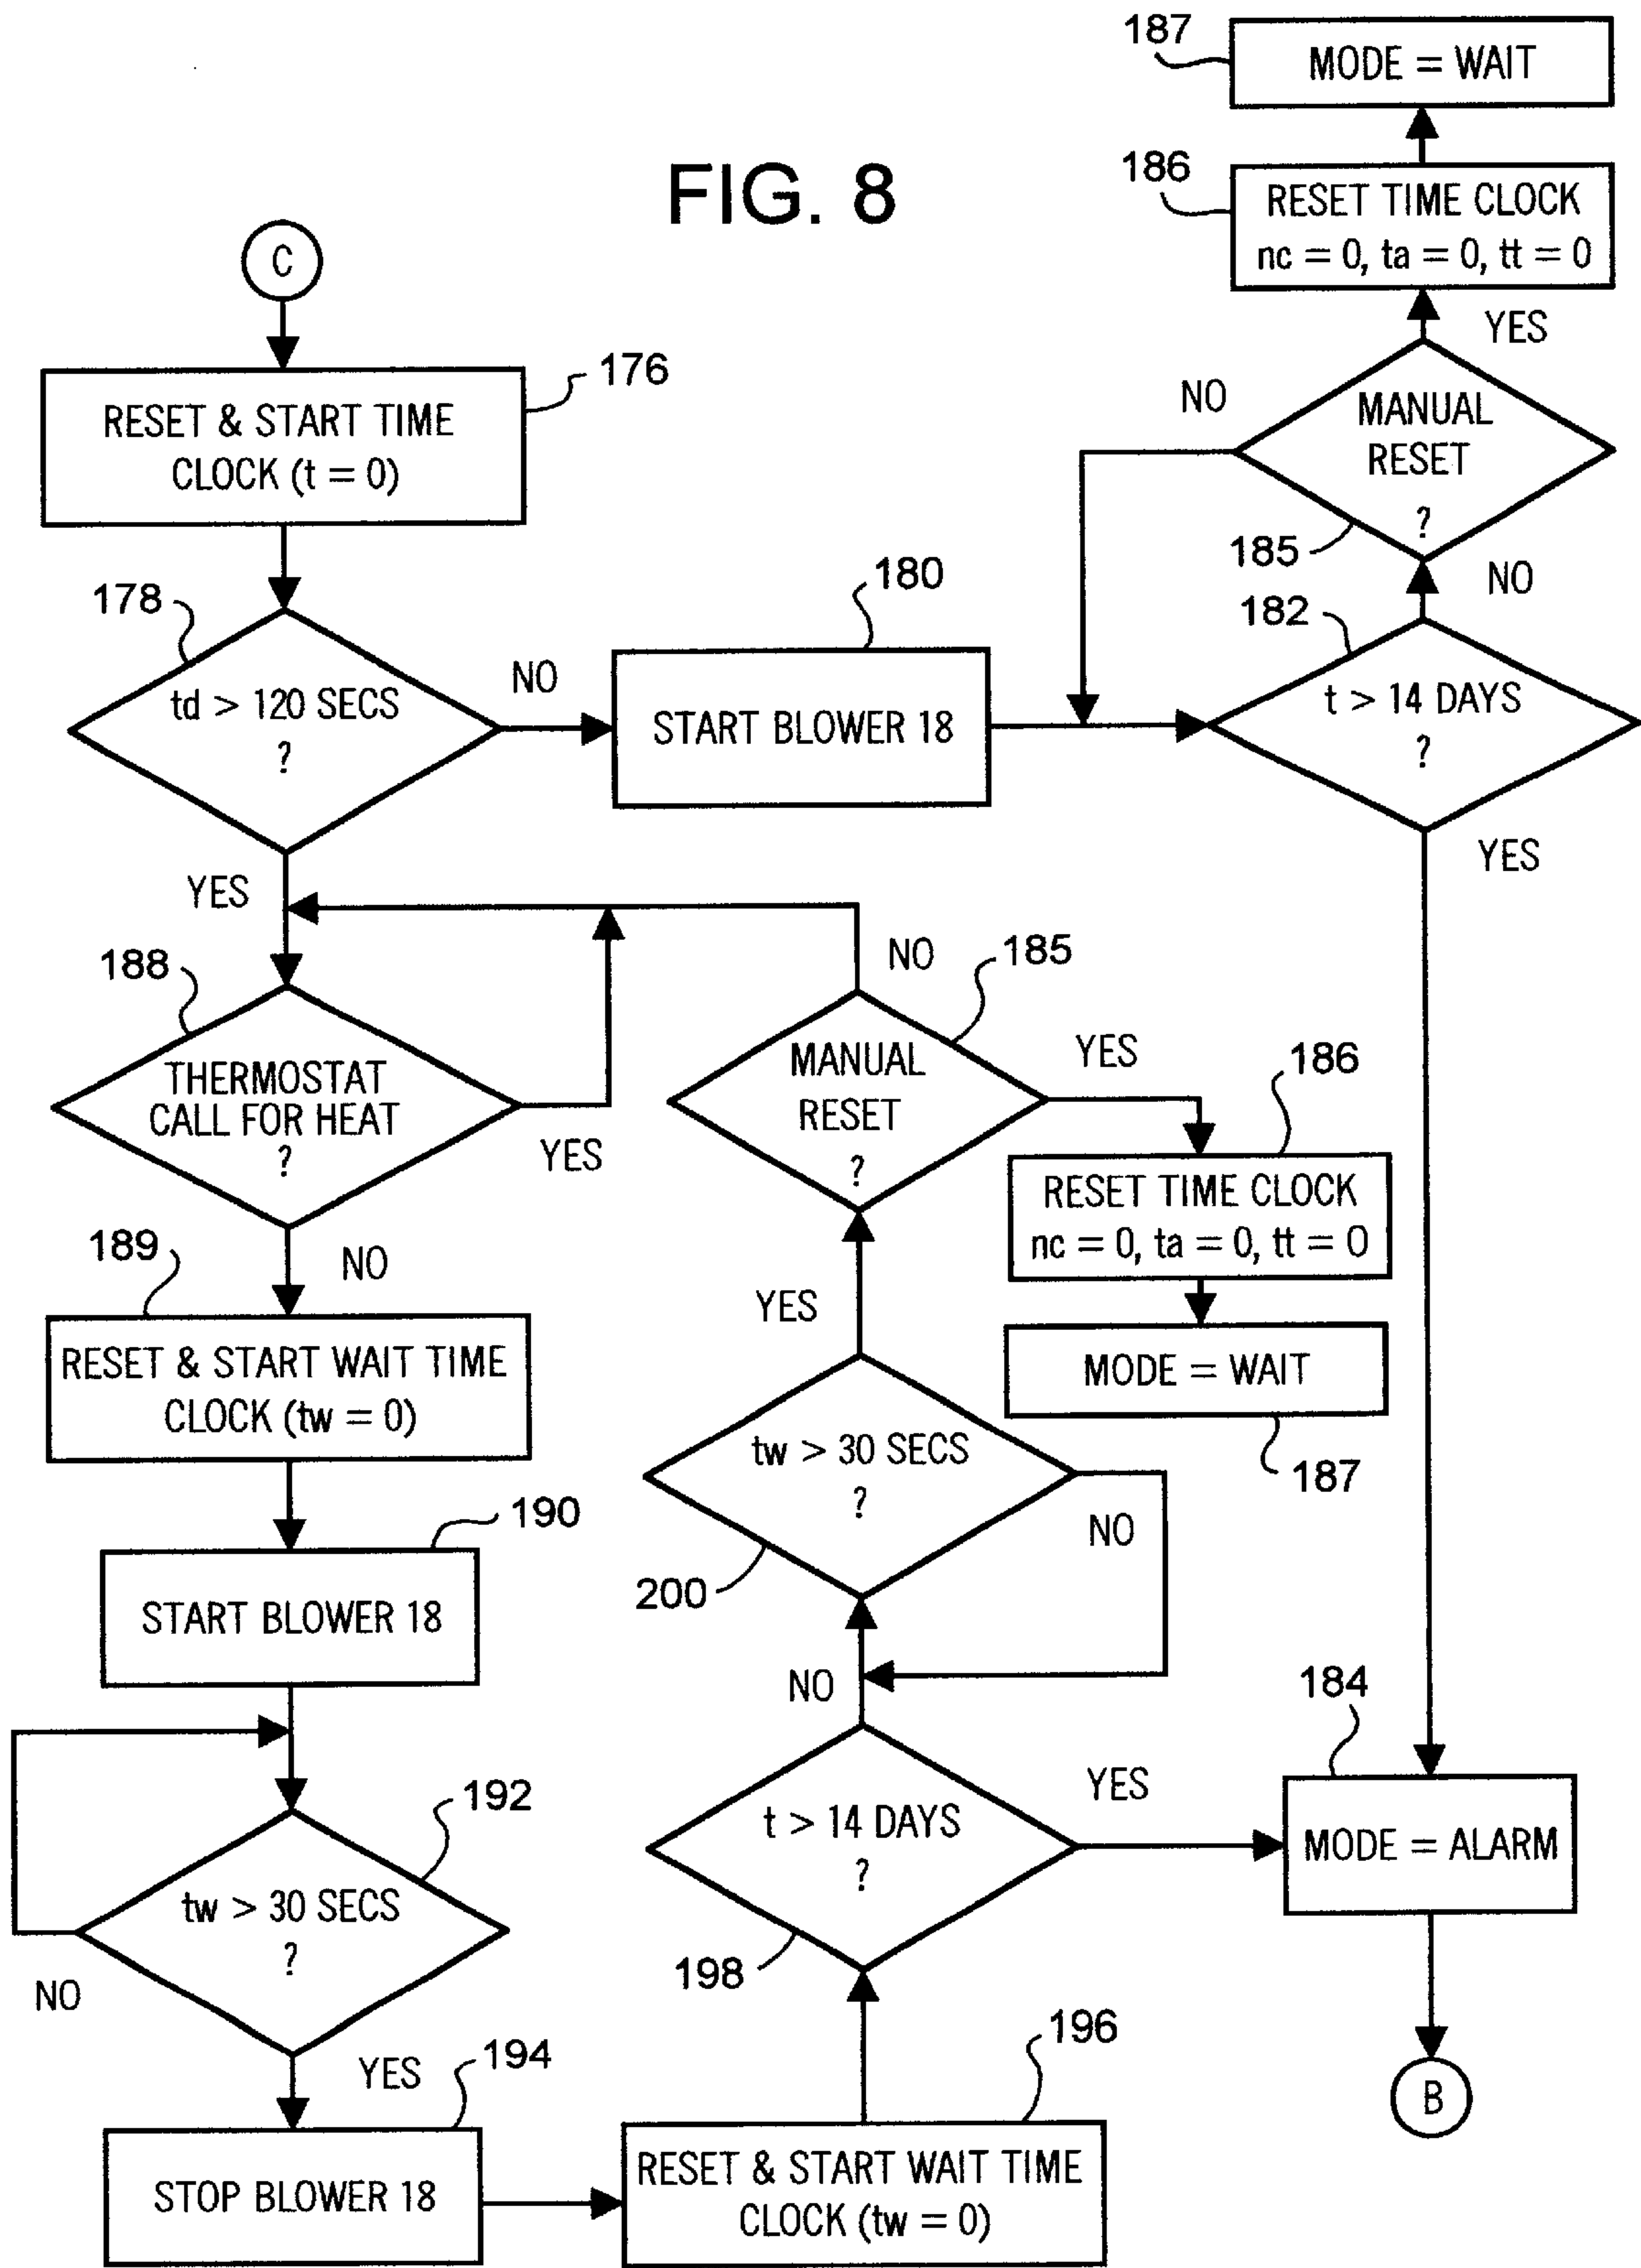 FIG. 8
187
MODE = WAIT
186
RESET TIME CLOCK
nc = 0, ta = 0, tt = 0
YES
NO
MANUAL
RESET
?
185
NO
C
176
RESET & START TIME
CLOCK (t = 0)
178
td > 120 SECS
?
NO
180
START BLOWER 18
182
t > 14 DAYS
?
YES
YES
188
THERMOSTAT
CALL FOR HEAT
?
YES
NO
NO
185
MANUAL
RESET
?
YES
186
RESET TIME CLOCK
nc = 0, ta = 0, tt = 0
MODE = WAIT
187
189
RESET & START WAIT TIME
CLOCK (tw = 0)
190
START BLOWER 18
YES
tw > 30 SECS
?
NO
200
NO
192
tw > 30 SECS
?
NO
YES
t > 14 DAYS
?
YES
198
184
MODE = ALARM
B
194
STOP BLOWER 18
196
RESET & START WAIT TIME
CLOCK (tw = 0)